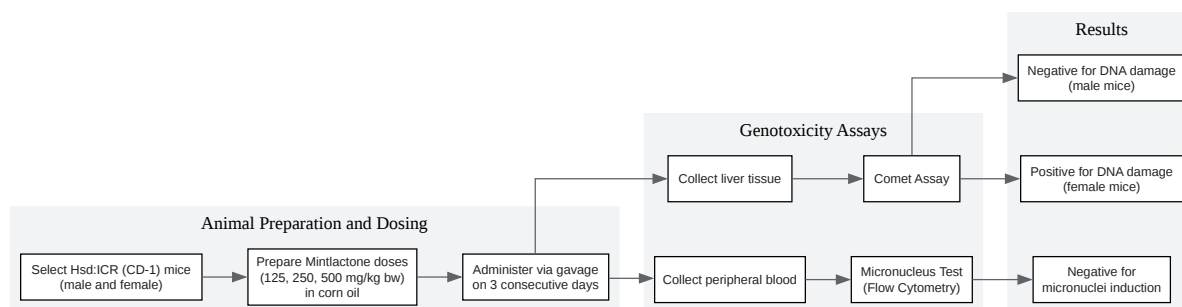 Results
Negative for DNA damage
(male mice)
Genotoxicity Assays
Collect liver tissue
Comet Assay
Positive for DNA damage
(female mice)
Animal Preparation and Dosing
Select Hsd:ICR (CD-1) mice
(male and female)
Prepare Mintlactone doses
(125, 250, 500 mg/kg bw)
in corn oil
Administer via gavage
on 3 consecutive days
Collect peripheral blood
Micronucleus Test
(Flow Cytometry)
Negative for
micronuclei induction